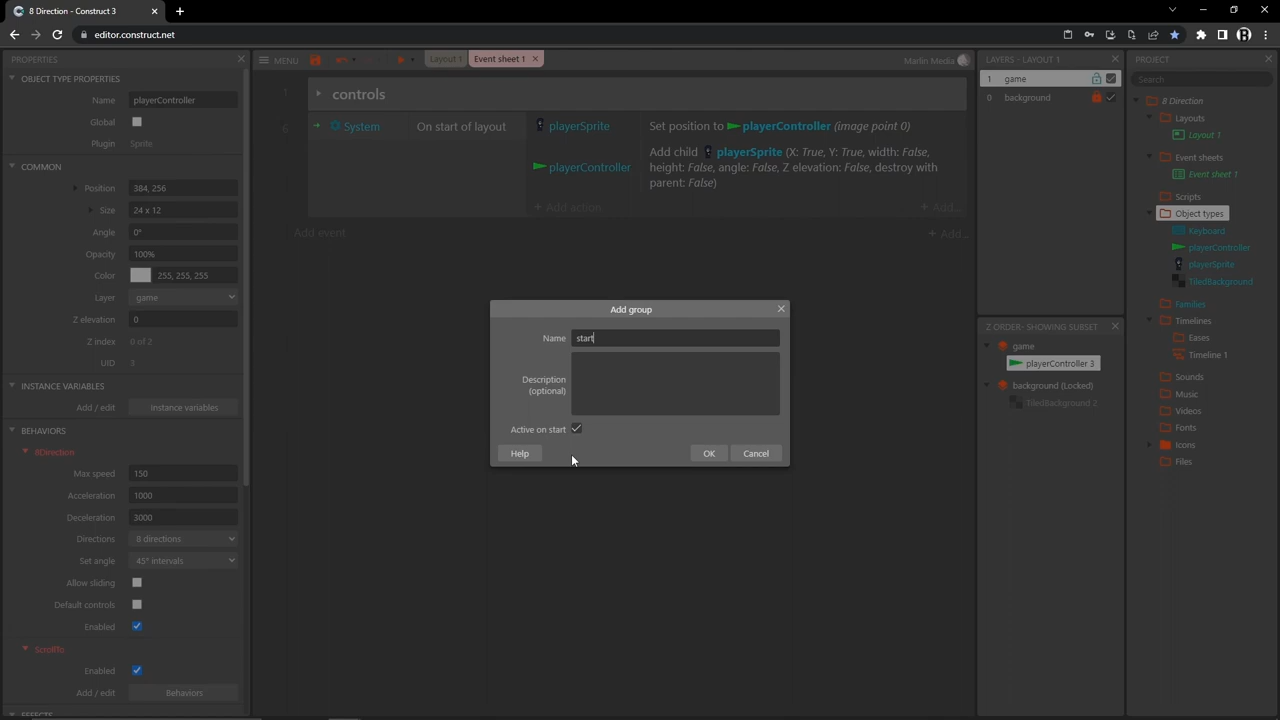 8 Direction - Construct 3
editor.construct.net
PROPERTIES
OBJECT TYPE PROPERTIES
Name playerController
Global
Plugin Sprite
COMMON
Position 384, 256
Size 24 x 12
Angle 0°
Opacity 100%
Color 255, 255, 255
Layer game
Z elevation 0
Z index 0 of 2
UID 3
INSTANCE VARIABLES
Add / edit Instance variables
BEHAVIORS
8Direction
Max speed 150
Acceleration 1000
Deceleration 3000
Directions 8 directions
Set angle 45° intervals
Allow sliding
Default controls
Enabled
ScrollTo
Enabled
Add / edit Behaviors
EFFECTS
MENU
Layout 1
Event sheet 1
Marlin Media
1 controls
6 System On start of layout
playerSprite Set position to playerController (image point 0)
playerController Add child playerSprite (X: True, Y: True, width: False,
height: False, angle: False, Z elevation: False, destroy with
parent: False)
+ Add action + Add...
Add event + Add...
Add group
Name start
Description
(optional)
Active on start
Help OK Cancel
LAYERS - LAYOUT 1
1 game
0 background
Z ORDER - SHOWING SUBSET
game
playerController 3
background (Locked)
TiledBackground 2
PROJECT
Search
8 Direction
Layouts
Layout 1
Event sheets
Event sheet 1
Scripts
Object types
Keyboard
playerController
playerSprite
TiledBackground
Families
Timelines
Eases
Timeline 1
Sounds
Music
Videos
Fonts
Icons
Files